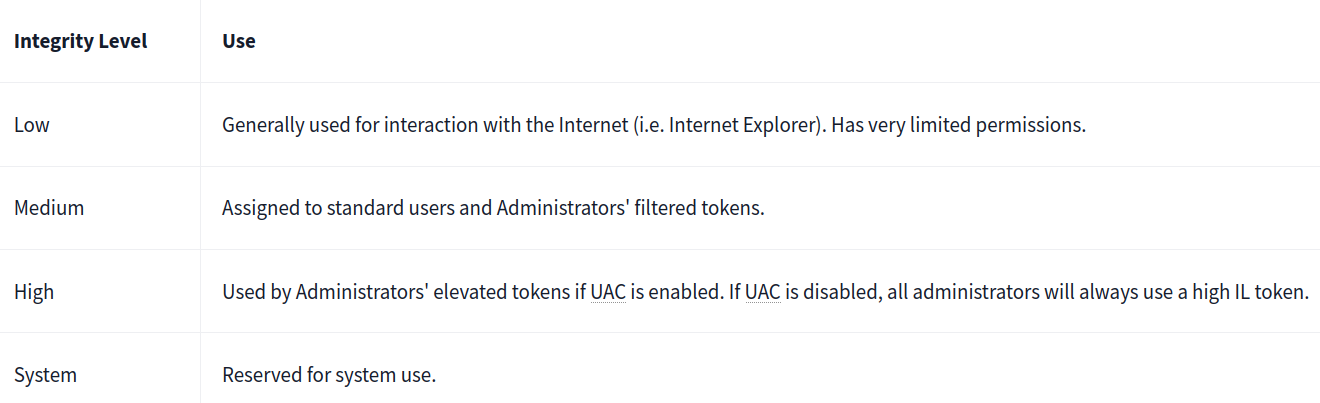 Integrity Level Use
Low Generally used for interaction with the Internet (i.e. Internet Explorer). Has very limited permissions.
Medium Assigned to standard users and Administrators' filtered tokens.
High Used by Administrators' elevated tokens if UAC is enabled. If UAC is disabled, all administrators will always use a high IL token.
System Reserved for system use.